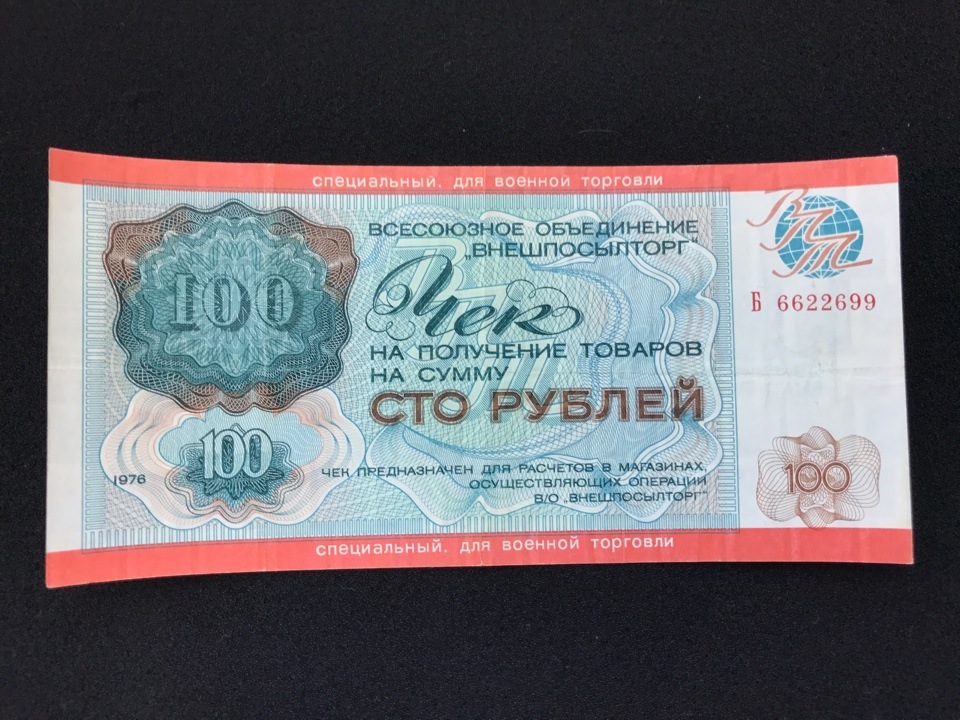 специальный. для военной торговли
100
ВСЕСОЮЗНОЕ ОБЪЕДИНЕНИЕ
„ВНЕШПОСЫЛТОРГ"
ВПТ
Б 6622699
Чек
НА ПОЛУЧЕНИЕ ТОВАРОВ
НА СУММУ
СТО РУБЛЕЙ
100
1976
ЧЕК ПРЕДНАЗНАЧЕН ДЛЯ РАСЧЕТОВ В МАГАЗИНАХ,
ОСУЩЕСТВЛЯЮЩИХ ОПЕРАЦИИ
В/О „ВНЕШПОСЫЛТОРГ"
100
специальный. для военной торговли